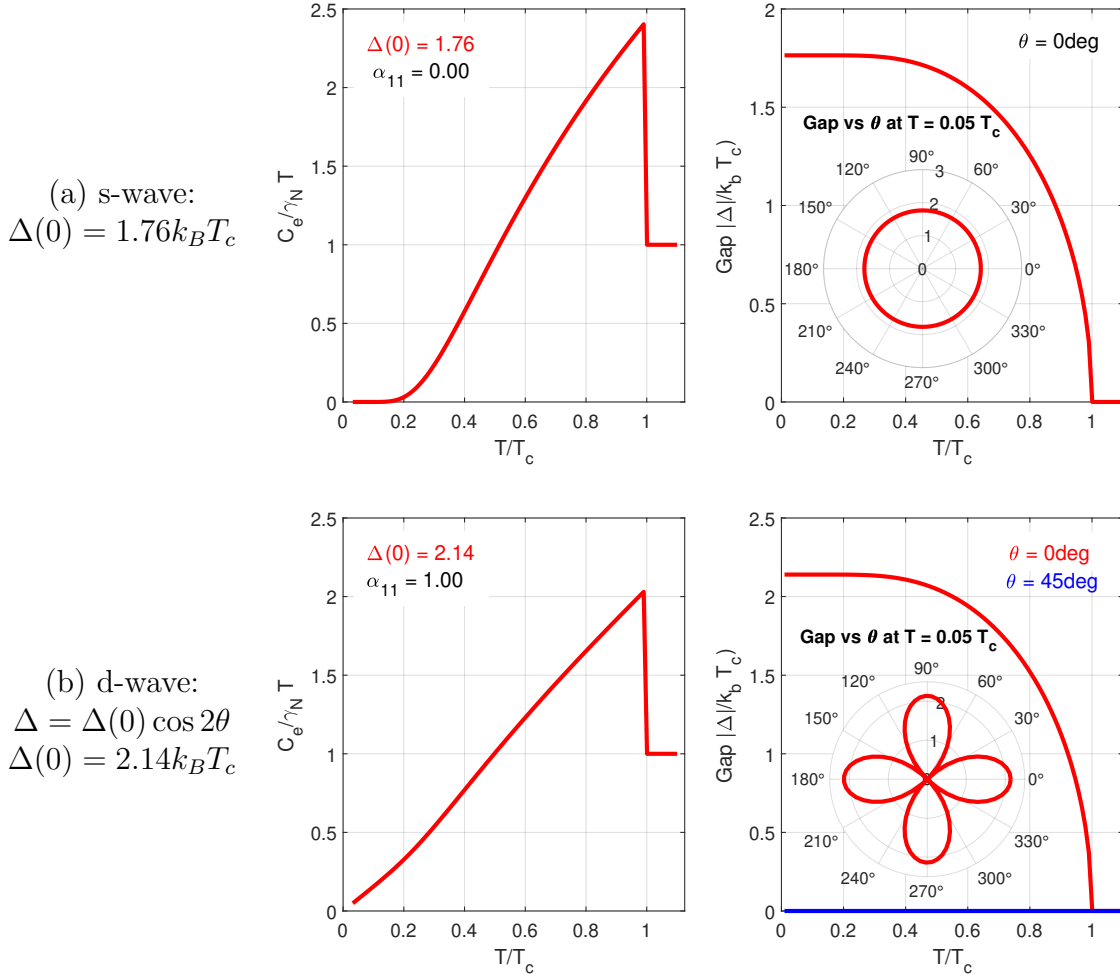 (a) s-wave:
Δ(0) = 1.76k_BT_c
2.5
2
1.5
1
0.5
0
C_e/γ_N T
Δ(0) = 1.76
α_11 = 0.00
0 0.2 0.4 0.6 0.8 1
T/T_c
2
1.5
1
0.5
0
Gap |Δ|/k_b T_c)
θ = 0deg
Gap vs θ at T = 0.05 T_c
90°
120° 60°
150° 30°
180° 0°
210° 330°
240° 300°
270°
3
2
1
0
0 0.2 0.4 0.6 0.8 1
T/T_c
(b) d-wave:
Δ = Δ(0) cos 2θ
Δ(0) = 2.14k_BT_c
2.5
2
1.5
1
0.5
0
C_e/γ_N T
Δ(0) = 2.14
α_11 = 1.00
0 0.2 0.4 0.6 0.8 1
T/T_c
2.5
2
1.5
1
0.5
0
Gap |Δ|/k_b T_c)
θ = 0deg
θ = 45deg
Gap vs θ at T = 0.05 T_c
90°
120° 60°
150° 30°
180° 0°
210° 330°
240° 300°
270°
2
1
0 0.2 0.4 0.6 0.8 1
T/T_c